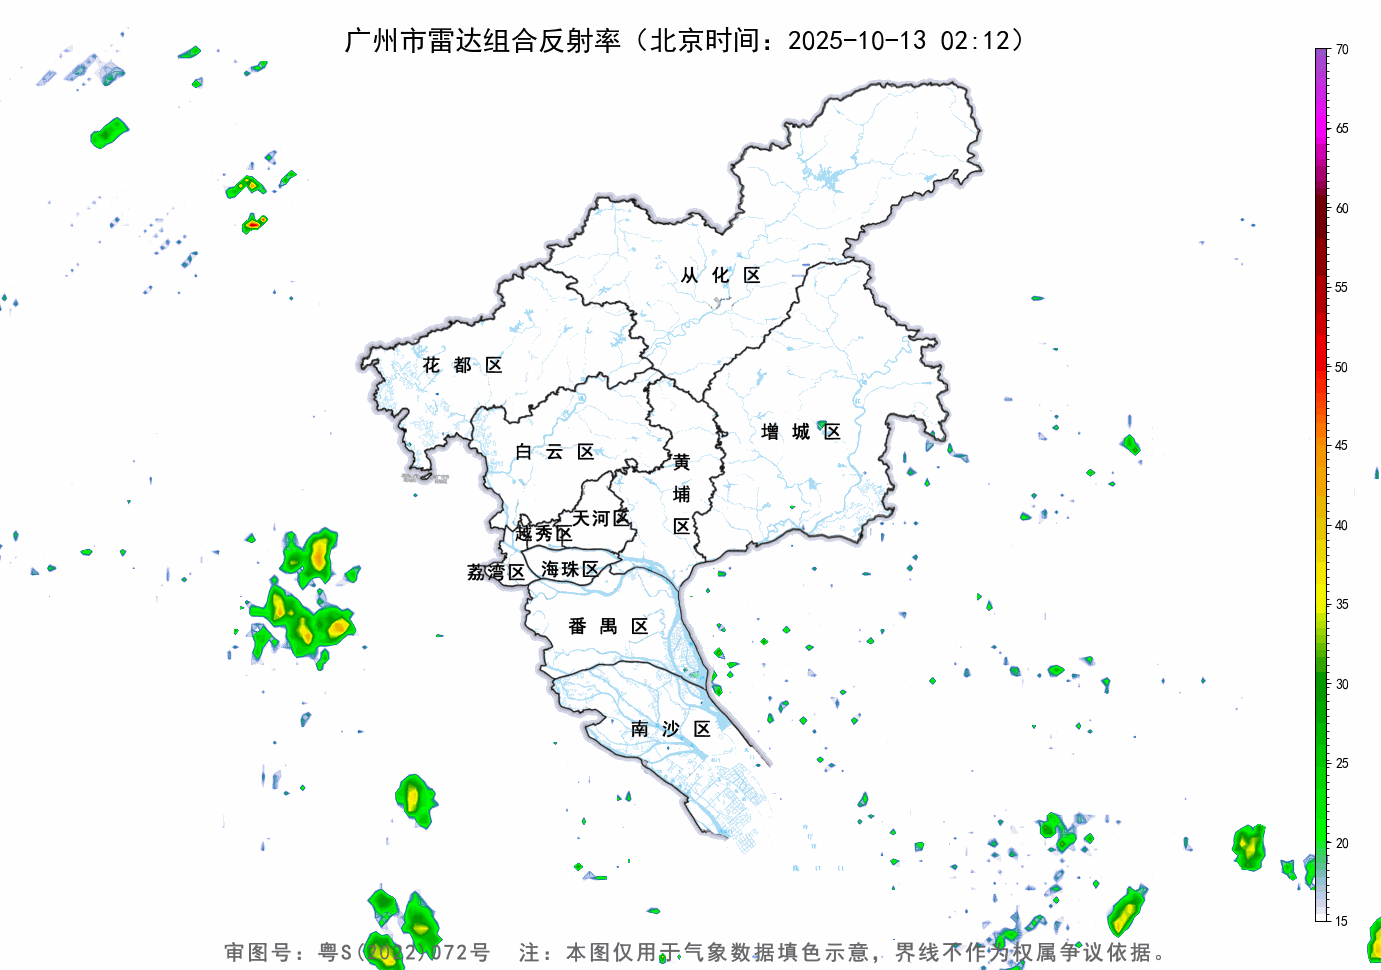 广州市雷达组合反射率（北京时间：2025-10-13 02:12）
70
65
60
55
50
45
40
35
30
25
20
15
从化区
花都区
增城区
白云区
黄埔区
天河区
越秀区
荔湾区
海珠区
番禺区
南沙区
审图号：粤S(2022)072号 注：本图仅用于气象数据填色示意，界线不作为权属争议依据。